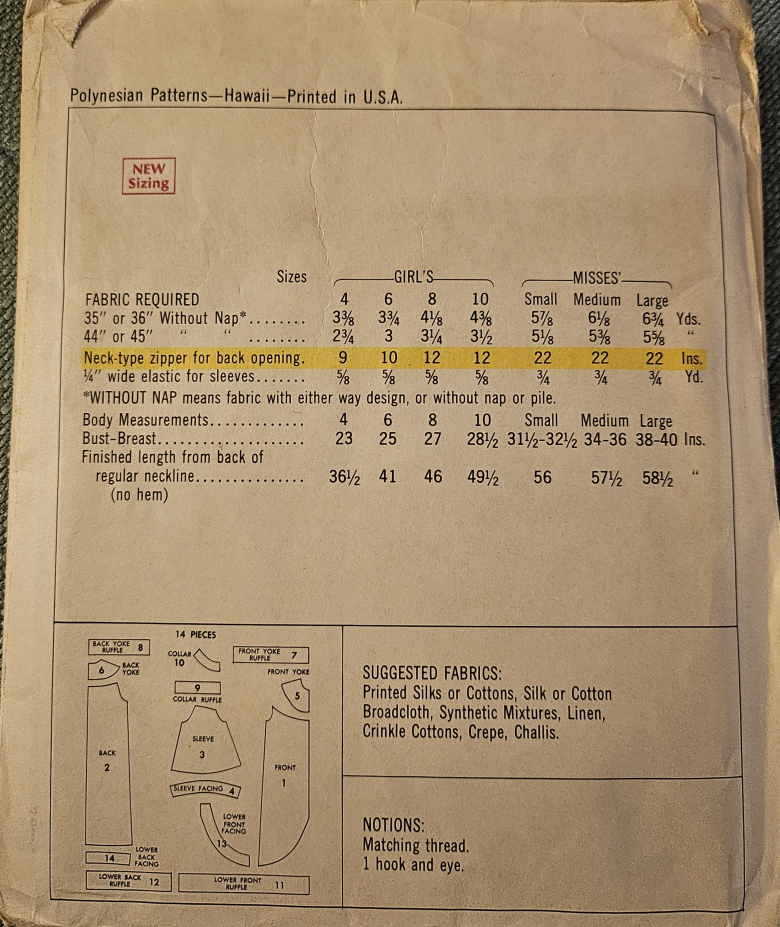 Polynesian Patterns—Hawaii—Printed in U.S.A.
NEW
Sizing
Sizes GIRL'S MISSES'
FABRIC REQUIRED 4 6 8 10 Small Medium Large
35" or 36" Without Nap*........ 3⅜ 3¾ 4⅛ 4⅜ 5⅞ 6⅛ 6¾ Yds.
44" or 45" " " ........ 2¾ 3 3¼ 3½ 5⅛ 5⅜ 5⅝ "
Neck-type zipper for back opening. 9 10 12 12 22 22 22 Ins.
¼" wide elastic for sleeves....... ⅝ ⅝ ⅝ ⅝ ¾ ¾ ¾ Yd.
*WITHOUT NAP means fabric with either way design, or without nap or pile.
Body Measurements............. 4 6 8 10 Small Medium Large
Bust-Breast.................... 23 25 27 28½ 31½-32½ 34-36 38-40 Ins.
Finished length from back of
regular neckline............... 36½ 41 46 49½ 56 57½ 58½ "
(no hem)
14 PIECES
BACK YOKE
RUFFLE 8
COLLAR
10
FRONT YOKE
RUFFLE 7
6 BACK
YOKE
FRONT YOKE
5
9
COLLAR RUFFLE
SLEEVE
3
BACK
2
FRONT
1
SLEEVE FACING 4
LOWER
FRONT
FACING
13
14 LOWER
BACK
FACING
LOWER BACK
RUFFLE 12
LOWER FRONT
RUFFLE 11
SUGGESTED FABRICS:
Printed Silks or Cottons, Silk or Cotton
Broadcloth, Synthetic Mixtures, Linen,
Crinkle Cottons, Crepe, Challis.
NOTIONS:
Matching thread.
1 hook and eye.